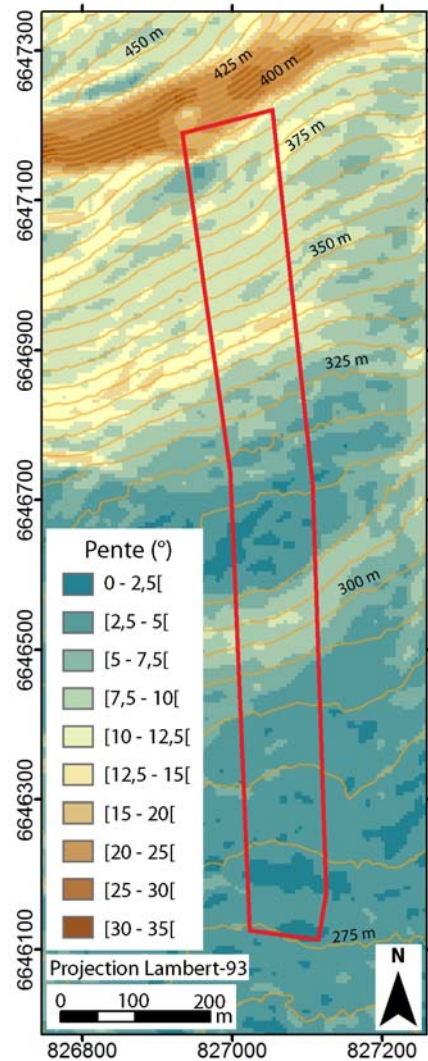 6647300
6647100
6646900
6646700
6646500
6646300
6646100
450 m
425 m
400 m
375 m
350 m
325 m
300 m
275 m
Pente (°)
0 - 2,5[
[2,5 - 5[
[5 - 7,5[
[7,5 - 10[
[10 - 12,5[
[12,5 - 15[
[15 - 20[
[20 - 25[
[25 - 30[
[30 - 35[
Projection Lambert-93
0 100 200
m
N
826800 827000 827200